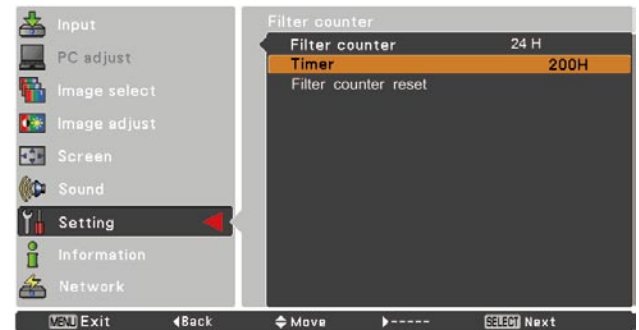 Input
PC adjust
Image select
Image adjust
Screen
Sound
Setting
Information
Network
Filter counter
Filter counter 24 H
Timer 200H
Filter counter reset
MENU Exit ◀Back Move ▶----- SELECT Next